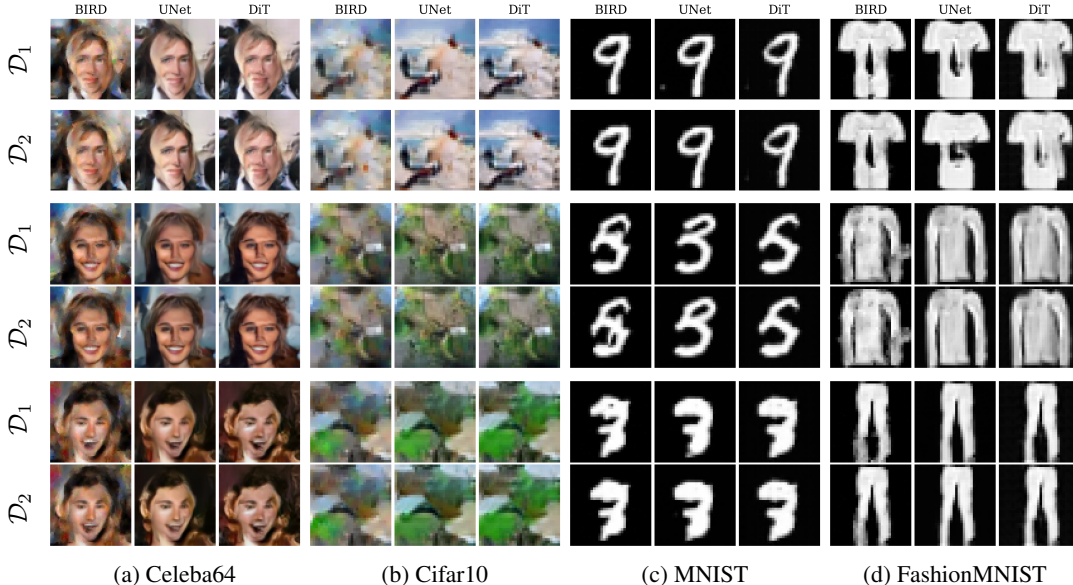 BIRD UNet DiT BIRD UNet DiT BIRD UNet DiT BIRD UNet DiT
𝒟₁
𝒟₂
𝒟₁
𝒟₂
𝒟₁
𝒟₂
(a) Celeba64 (b) Cifar10 (c) MNIST (d) FashionMNIST